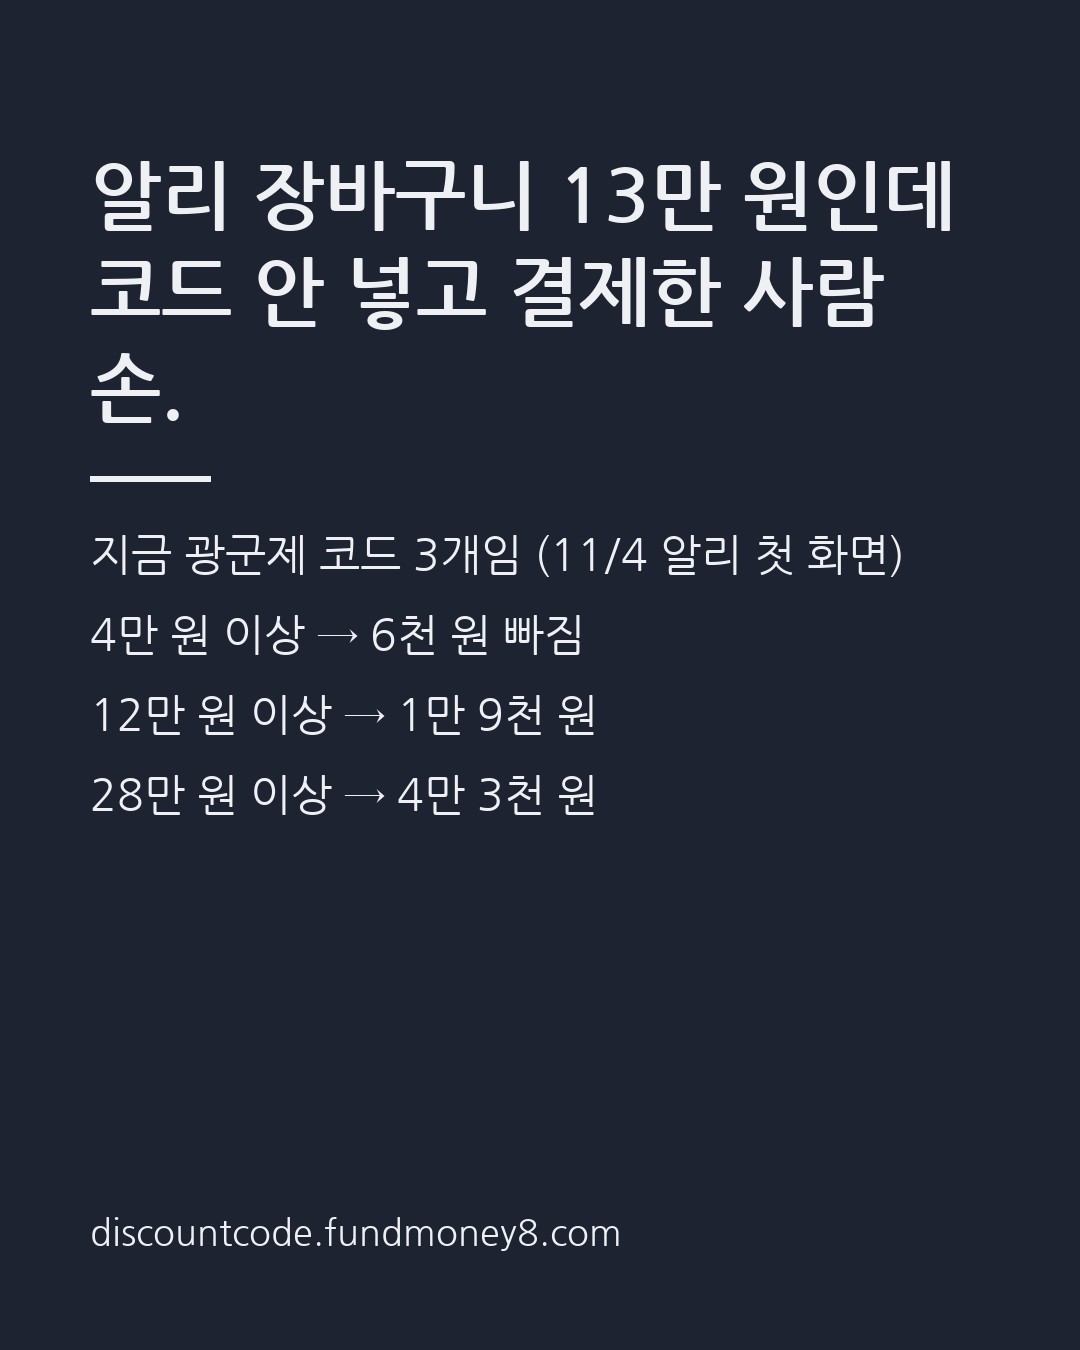 알리 장바구니 13만 원인데
코드 안 넣고 결제한 사람
손.
지금 광군제 코드 3개임 (11/4 알리 첫 화면)
4만 원 이상 → 6천 원 빠짐
12만 원 이상 → 1만 9천 원
28만 원 이상 → 4만 3천 원
discountcode.fundmoney8.com